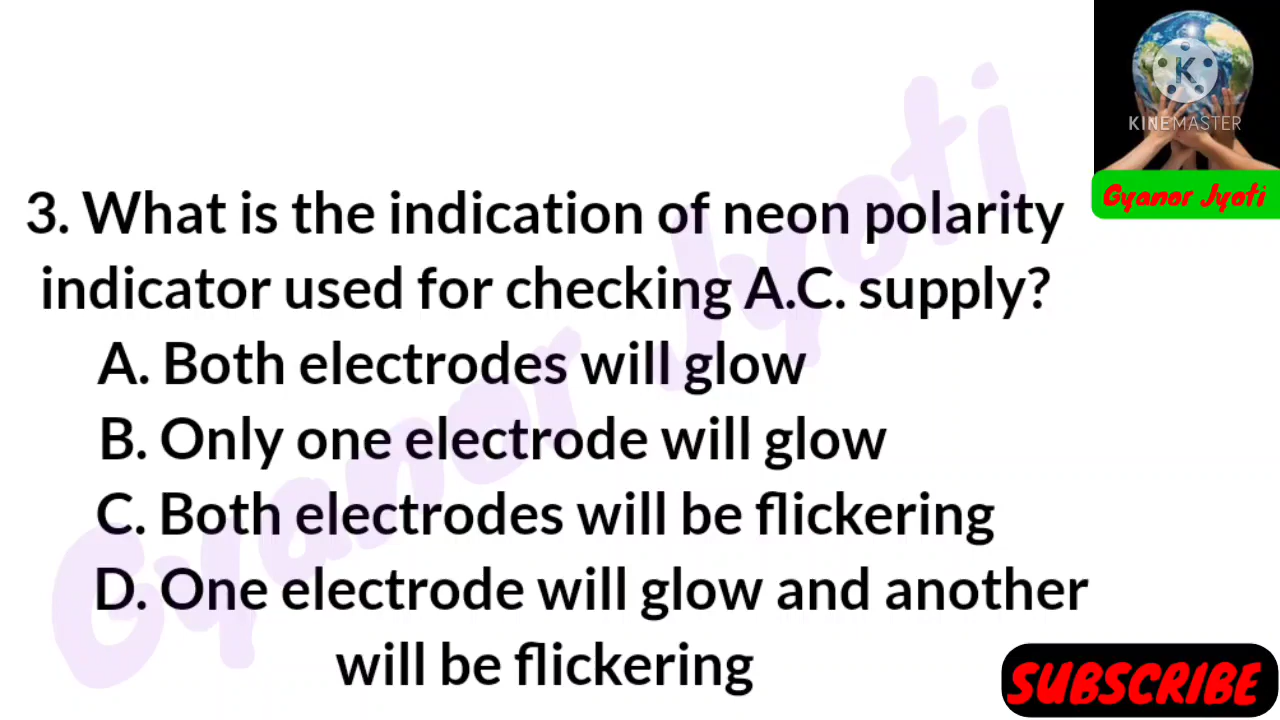 K
KINEMASTER
Gyanor Jyoti
3. What is the indication of neon polarity
indicator used for checking A.C. supply?
A. Both electrodes will glow
B. Only one electrode will glow
C. Both electrodes will be flickering
D. One electrode will glow and another
will be flickering
Gyanor Jyoti
SUBSCRIBE